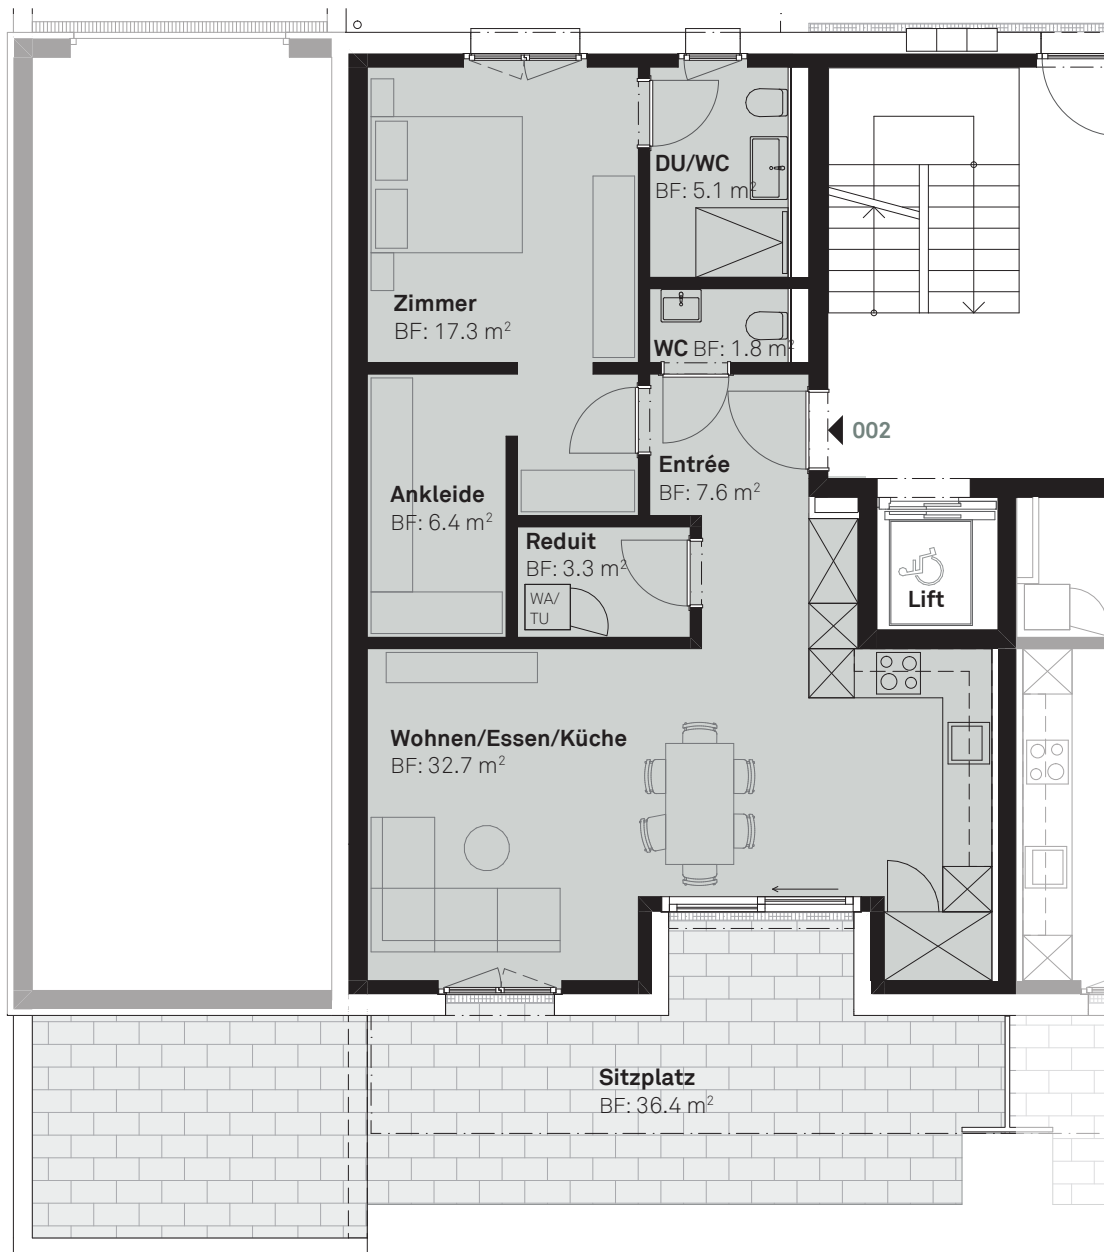 DU/WC
BF: 5.1 m²
Zimmer
BF: 17.3 m²
WC BF: 1.8 m²
002
Entrée
BF: 7.6 m²
Ankleide
BF: 6.4 m²
Reduit
BF: 3.3 m²
WA/
TU
Lift
Wohnen/Essen/Küche
BF: 32.7 m²
Sitzplatz
BF: 36.4 m²